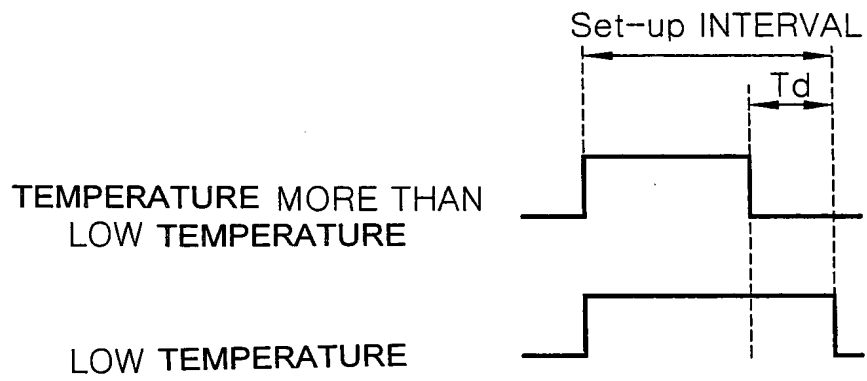 Set-up INTERVAL
Td
TEMPERATURE MORE THAN
LOW TEMPERATURE
LOW TEMPERATURE